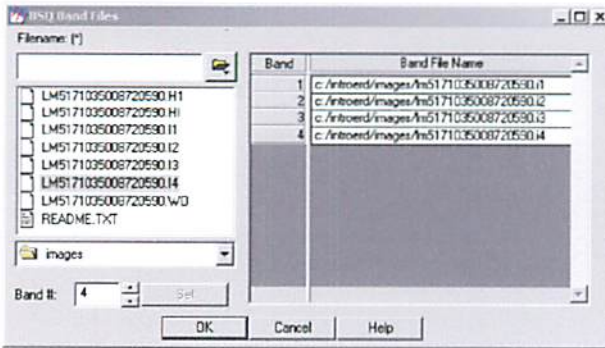 BSQ Band Files
Filename: (*)
LM5171035008720590.H1
LM5171035008720590.HI
LM5171035008720590.I1
LM5171035008720590.I2
LM5171035008720590.I3
LM5171035008720590.I4
LM5171035008720590.WO
README.TXT
images
Band #: 4 Set
Band Band File Name
1 c:/introerd/images/lm5171035008720590.i1
2 c:/introerd/images/lm5171035008720590.i2
3 c:/introerd/images/lm5171035008720590.i3
4 c:/introerd/images/lm5171035008720590.i4
OK Cancel Help